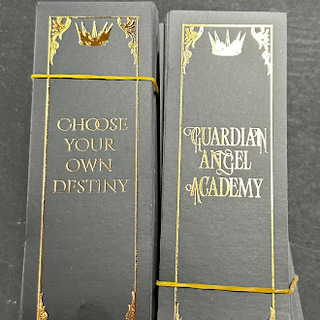 CHOOSE
YOUR
OWN
DESTINY
GUARDIAN
ANGEL
ACADEMY